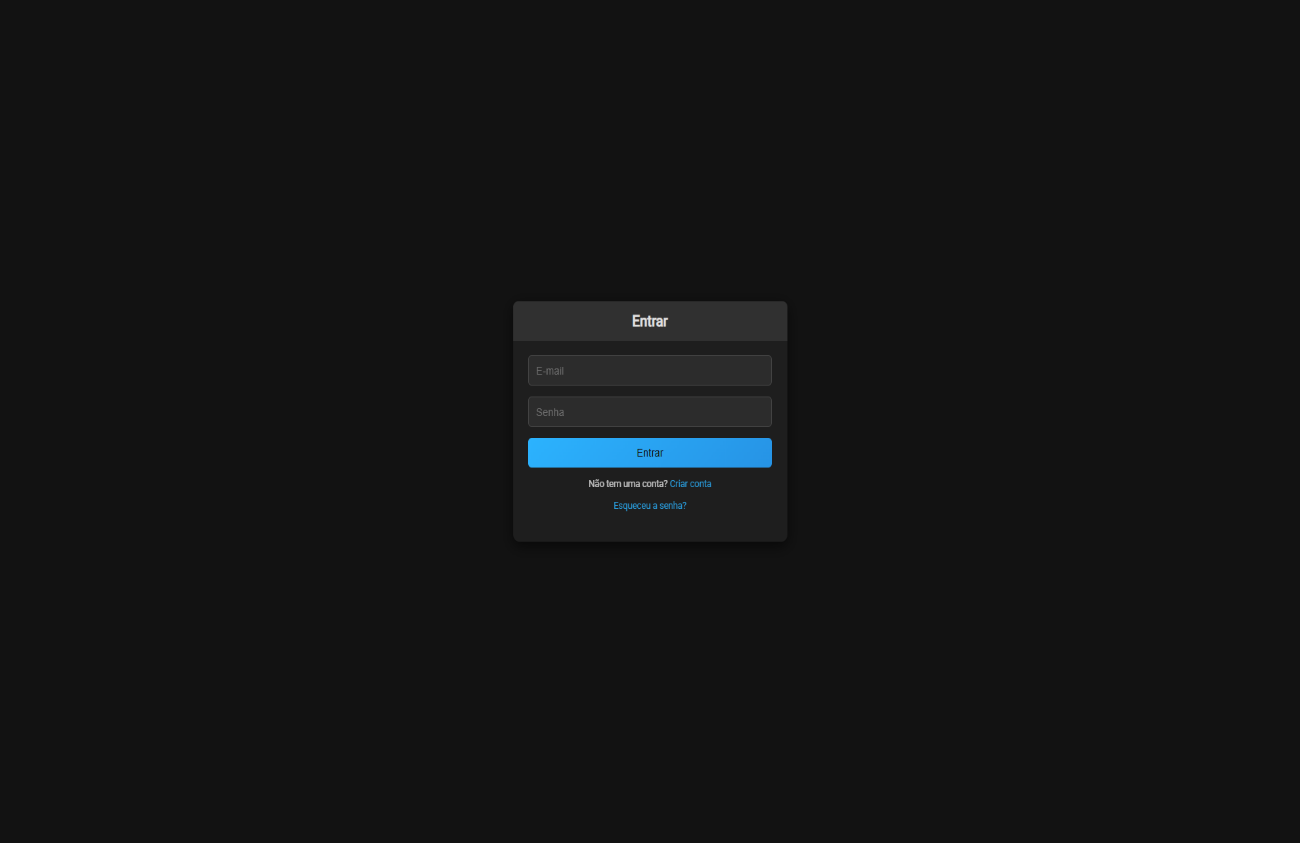 Entrar
E-mail
Senha
Entrar
Não tem uma conta? Criar conta
Esqueceu a senha?